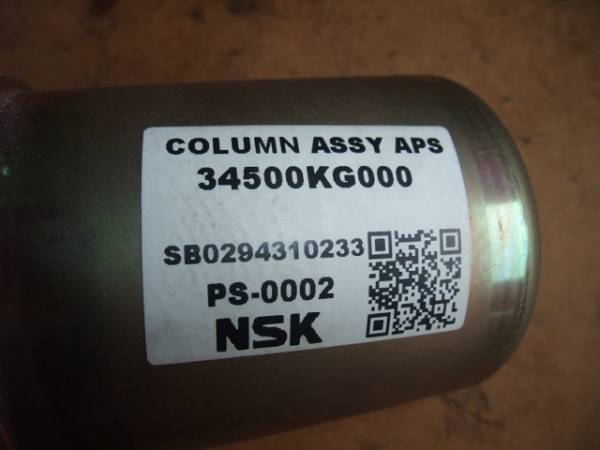 COLUMN ASSY APS
34500KG000
SB0294310233
PS-0002
NSK